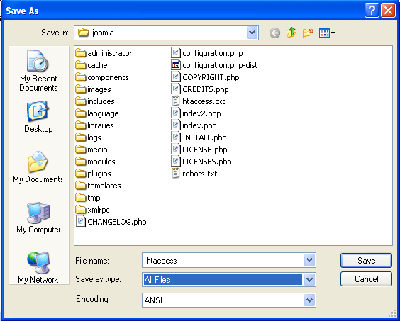 Save As
Save in: joomla
My Recent Documents
Desktop
My Documents
My Computer
My Network
administrator
cache
components
images
includes
language
libraries
logs
media
modules
plugins
templates
tmp
xmlrpc
CHANGELOG.php
configuration.php
configuration.php-dist
COPYRIGHT.php
CREDITS.php
htaccess.txt
index2.php
index.php
INSTALL.php
LICENSE.php
LICENSES.php
robots.txt
File name: .htaccess
Save
Save as type: All Files
Cancel
Encoding: ANSI